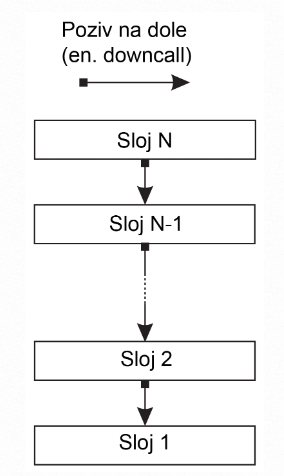 Poziv na dole
(en. downcall)
Sloj N
Sloj N-1
Sloj 2
Sloj 1